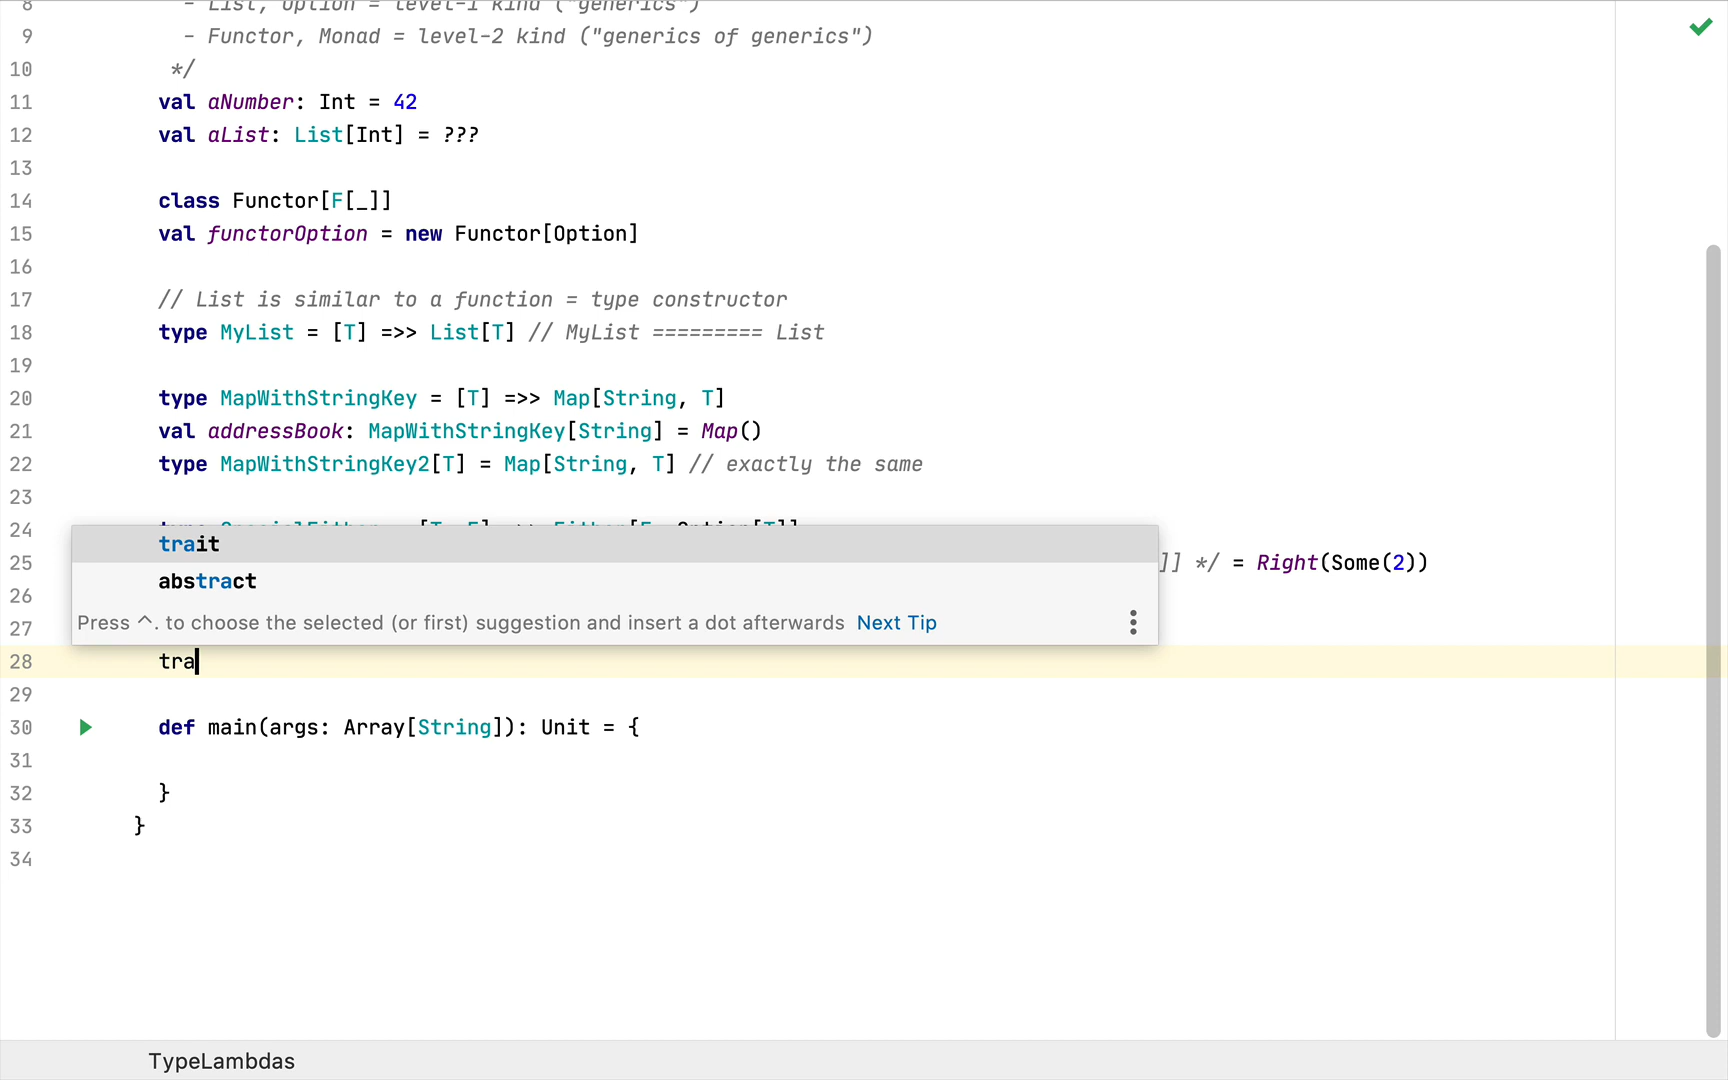 8 - List, Option = level-1 kind ("generics")
9 - Functor, Monad = level-2 kind ("generics of generics")
10 */
11 val aNumber: Int = 42
12 val aList: List[Int] = ???
13
14 class Functor[F[_]]
15 val functorOption = new Functor[Option]
16
17 // List is similar to a function = type constructor
18 type MyList = [T] =>> List[T] // MyList ========= List
19
20 type MapWithStringKey = [T] =>> Map[String, T]
21 val addressBook: MapWithStringKey[String] = Map()
22 type MapWithStringKey2[T] = Map[String, T] // exactly the same
23
24 type SpecialEither = [T, E] =>> Either[E, Option[T]]
trait
25 ]] */ = Right(Some(2))
abstract
26
27
Press ^. to choose the selected (or first) suggestion and insert a dot afterwards Next Tip
28 tra
29
30 def main(args: Array[String]): Unit = {
31
32 }
33 }
34
TypeLambdas